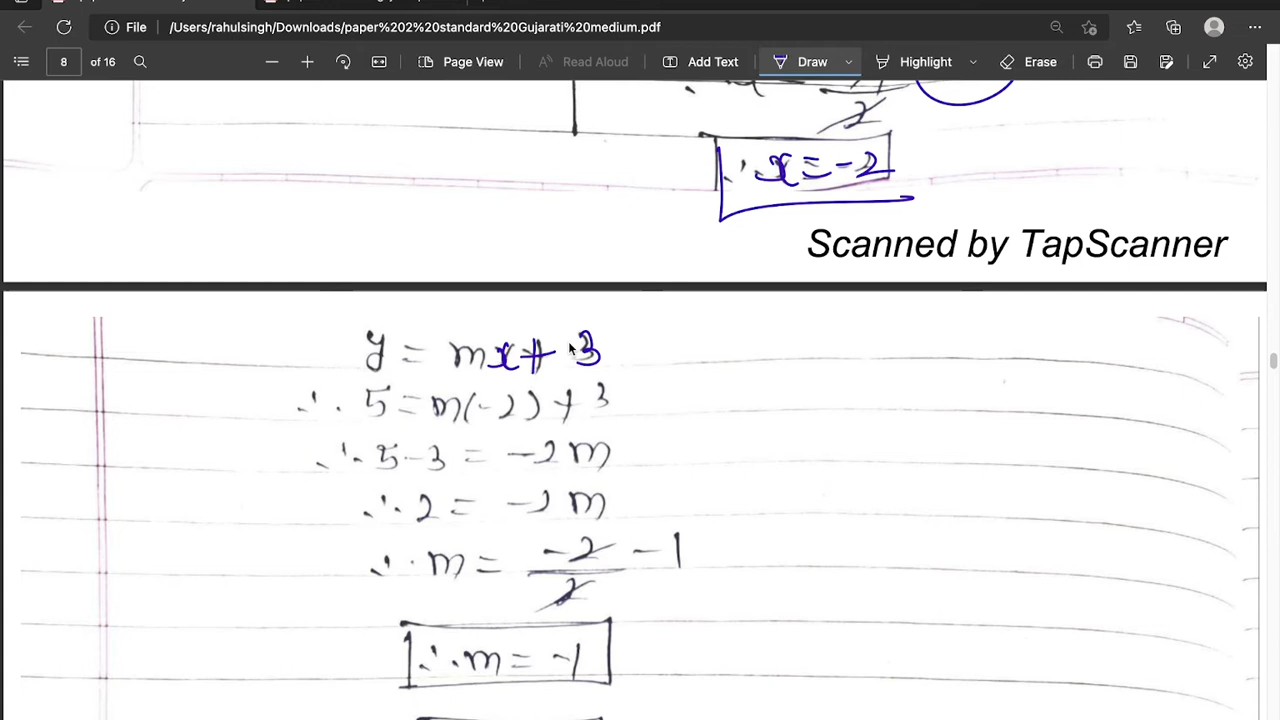 File /Users/rahulsingh/Downloads/paper%202%20standard%20Gujarati%20medium.pdf
8 of 16 Page View Read Aloud Add Text Draw Highlight Erase
2
∴ x = -2
Scanned by TapScanner
y = mx + 3
∴ 5 = m(-2) + 3
∴ 5-3 = -2m
∴ 2 = -2m
∴ m = -2/2 -1
∴ m = -1